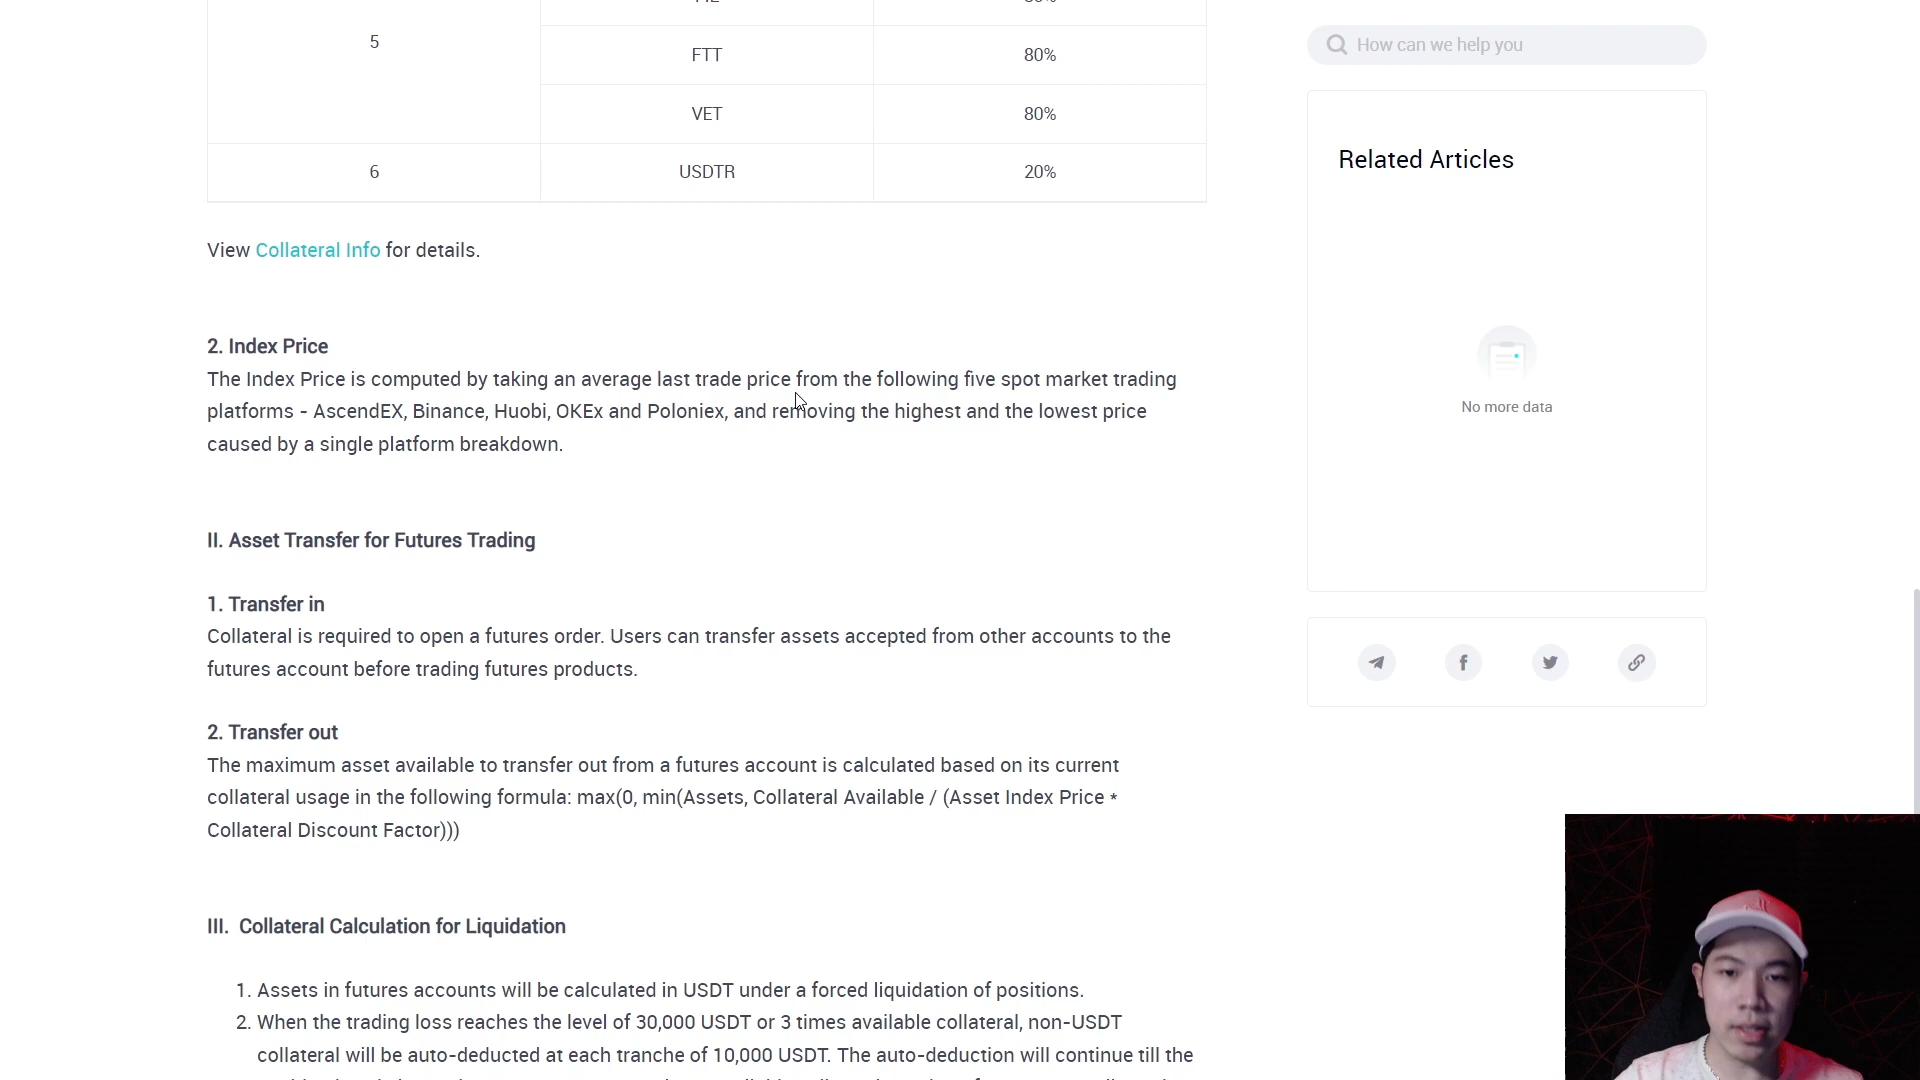 5
FTT 80%
VET 80%
6 USDTR 20%
How can we help you
Related Articles
No more data
View Collateral Info for details.
2. Index Price
The Index Price is computed by taking an average last trade price from the following five spot market trading
platforms - AscendEX, Binance, Huobi, OKEx and Poloniex, and removing the highest and the lowest price
caused by a single platform breakdown.
II. Asset Transfer for Futures Trading
1. Transfer in
Collateral is required to open a futures order. Users can transfer assets accepted from other accounts to the
futures account before trading futures products.
2. Transfer out
The maximum asset available to transfer out from a futures account is calculated based on its current
collateral usage in the following formula: max(0, min(Assets, Collateral Available / (Asset Index Price *
Collateral Discount Factor)))
III. Collateral Calculation for Liquidation
1. Assets in futures accounts will be calculated in USDT under a forced liquidation of positions.
2. When the trading loss reaches the level of 30,000 USDT or 3 times available collateral, non-USDT
collateral will be auto-deducted at each tranche of 10,000 USDT. The auto-deduction will continue till the